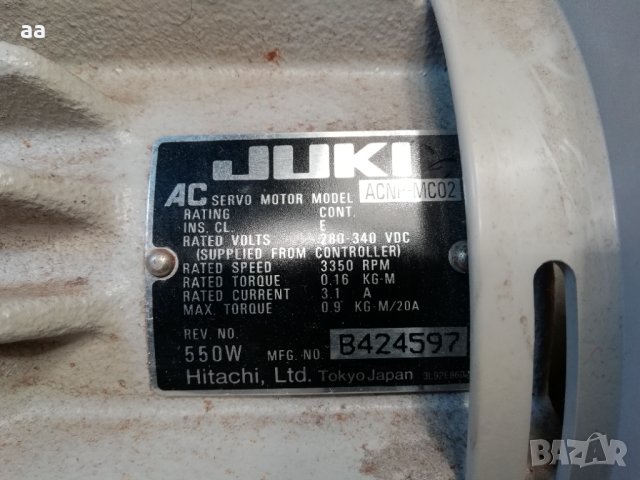 aa
JUKI
AC SERVO MOTOR MODEL MC02
RATING CONT.
INS. CL. E
RATED VOLTS 280-340 VDC
(SUPPLIED FROM CONTROLLER)
RATED SPEED 3350 RPM
RATED TORQUE 0.16 KG-M
RATED CURRENT 3.1 A
MAX. TORQUE 0.9 KG-M/20A
REV. NO.
550W MFG. NO. B424597
Hitachi, Ltd. Tokyo Japan
BAZAR